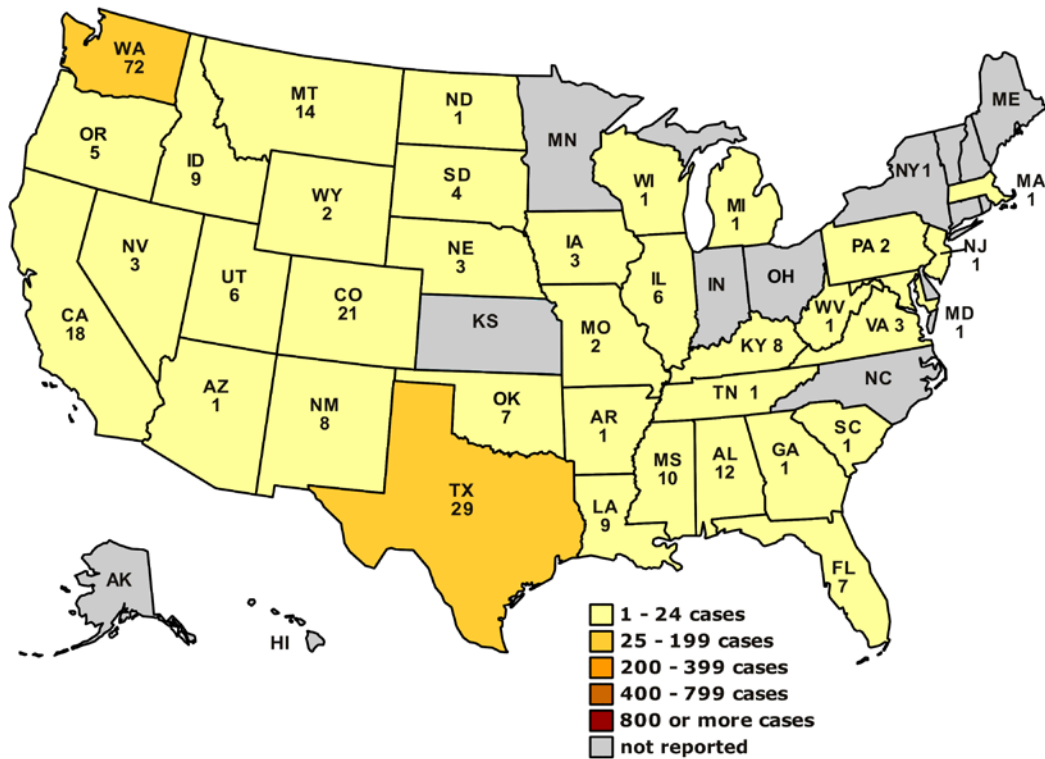 WA
72
MT
14
ND
1
MN
ME
OR
5
ID
9
SD
4
WI
1
MI
1
NY 1
MA
1
WY
2
NV
3
UT
6
CO
21
NE
3
IA
3
IL
6
IN
OH
PA 2
NJ
1
CA
18
KS
MO
2
KY 8
WV
1
VA 3
MD
1
AZ
1
NM
8
OK
7
AR
1
TN 1
NC
SC
1
TX
29
LA
9
MS
10
AL
12
GA
1
FL
7
AK
HI
1 - 24 cases
25 - 199 cases
200 - 399 cases
400 - 799 cases
800 or more cases
not reported